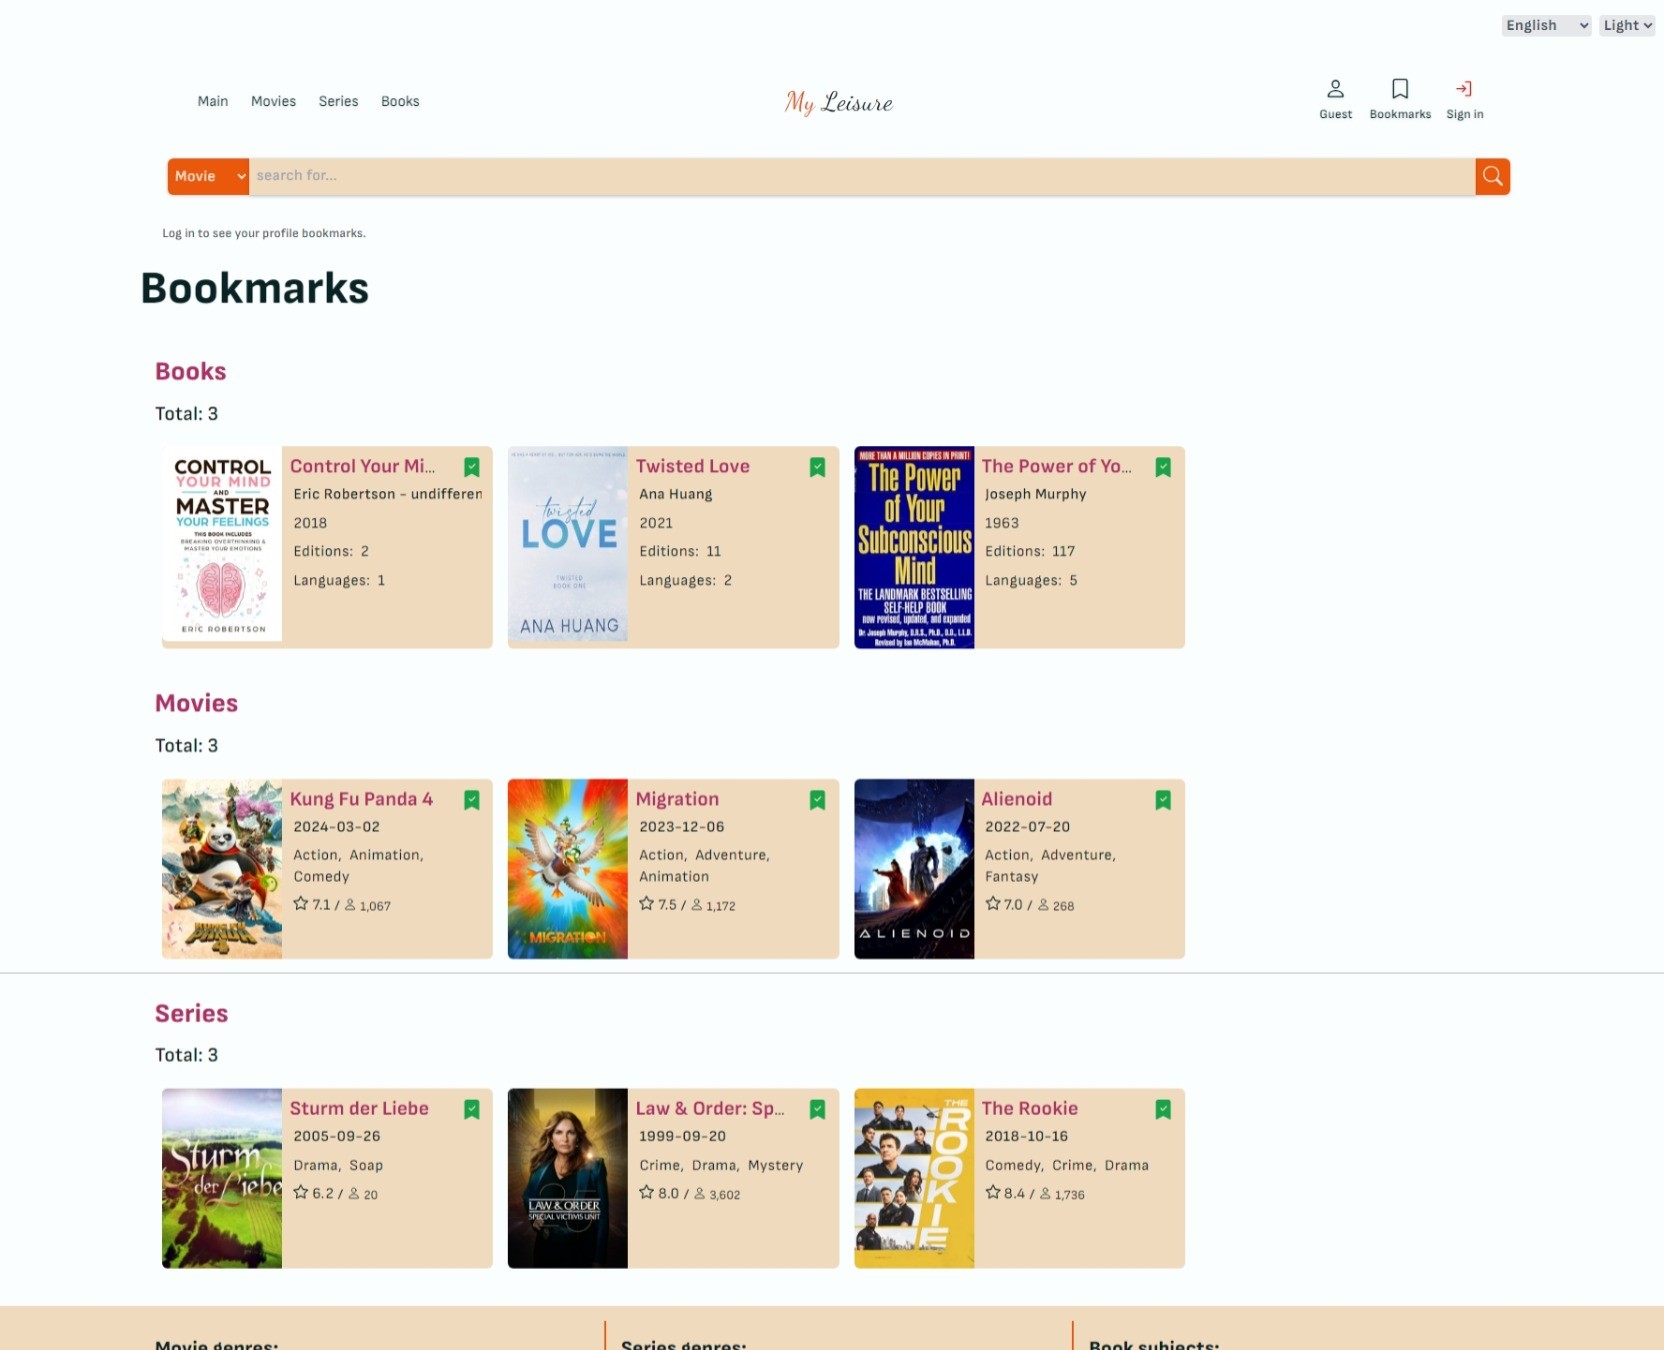 English Light
Main Movies Series Books
My Leisure
Guest Bookmarks Sign in
Movie search for...
Log in to see your profile bookmarks.
Bookmarks
Books
Total: 3
CONTROL
YOUR MIND
AND
MASTER
YOUR FEELINGS
THIS BOOK INCLUDES
BREAKING OVERTHINKING &
MASTER YOUR EMOTIONS
ERIC ROBERTSON
Control Your Mi...
Eric Robertson - undifferen
2018
Editions: 2
Languages: 1
twisted
LOVE
TWISTED
BOOK ONE
ANA HUANG
Twisted Love
Ana Huang
2021
Editions: 11
Languages: 2
MORE THAN A MILLION COPIES IN PRINT!
The Power
of Your
Subconscious
Mind
THE LANDMARK BESTSELLING
SELF-HELP BOOK
now revised, updated, and expanded
Dr. Joseph Murphy, D.R.S., Ph.D., D.D., L.L.D.
Revised by Ian McMahan, Ph.D.
The Power of Yo...
Joseph Murphy
1963
Editions: 117
Languages: 5
Movies
Total: 3
Kung Fu Panda 4
2024-03-02
Action, Animation,
Comedy
7.1 / 1,067
MIGRATION
Migration
2023-12-06
Action, Adventure,
Animation
7.5 / 1,172
ALIENOID
Alienoid
2022-07-20
Action, Adventure,
Fantasy
7.0 / 268
Series
Total: 3
Sturm
der Liebe
Sturm der Liebe
2005-09-26
Drama, Soap
6.2 / 20
LAW & ORDER
SPECIAL VICTIMS UNIT
Law & Order: Sp...
1999-09-20
Crime, Drama, Mystery
8.0 / 3,602
THE
ROOKIE
The Rookie
2018-10-16
Comedy, Crime, Drama
8.4 / 1,736
Movie genres: Series genres: Book subjects: